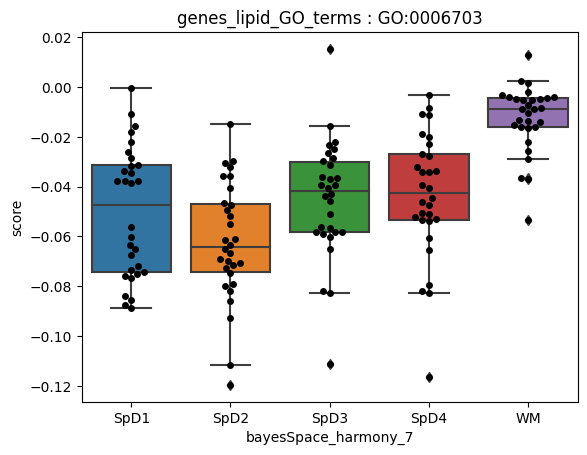 genes_lipid_GO_terms : GO:0006703
0.02
0.00
−0.02
−0.04
−0.06
−0.08
−0.10
−0.12
score
SpD1 SpD2 SpD3 SpD4 WM
bayesSpace_harmony_7